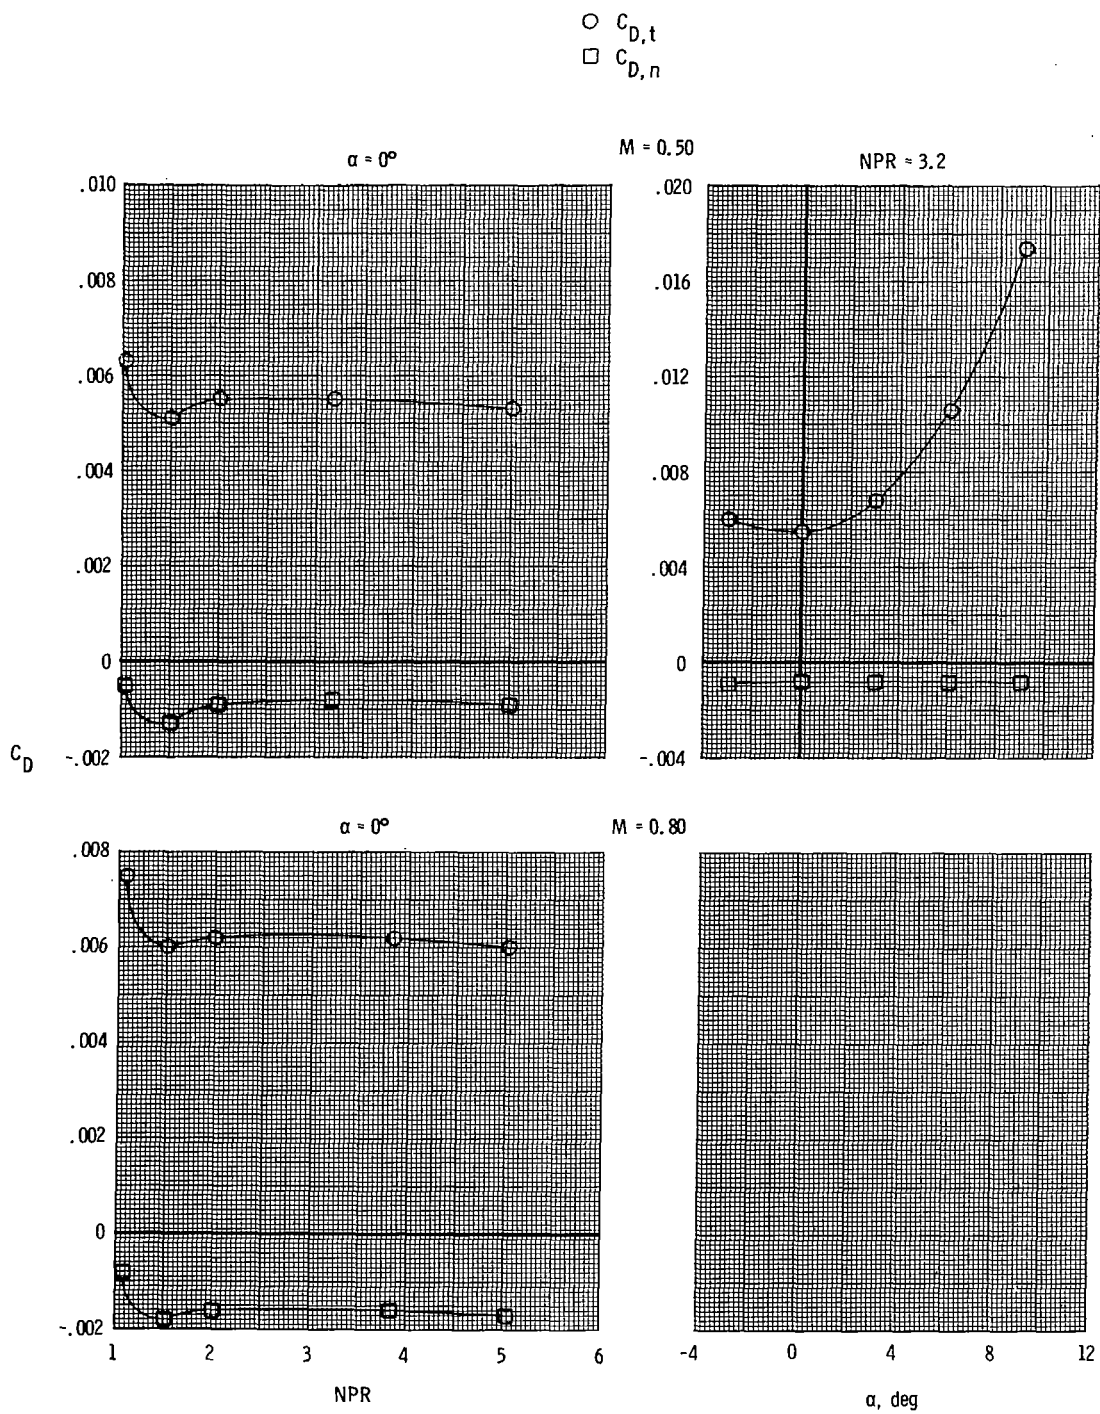 C_D,t
C_D,n
M = 0.50
α = 0°
NPR = 3.2
.010
.008
.006
.004
.002
0
-.002
.020
.016
.012
.008
.004
0
-.004
C_D
α = 0°
M = 0.80
.008
.006
.004
.002
0
-.002
1 2 3 4 5 6
NPR
-4 0 4 8 12
α, deg